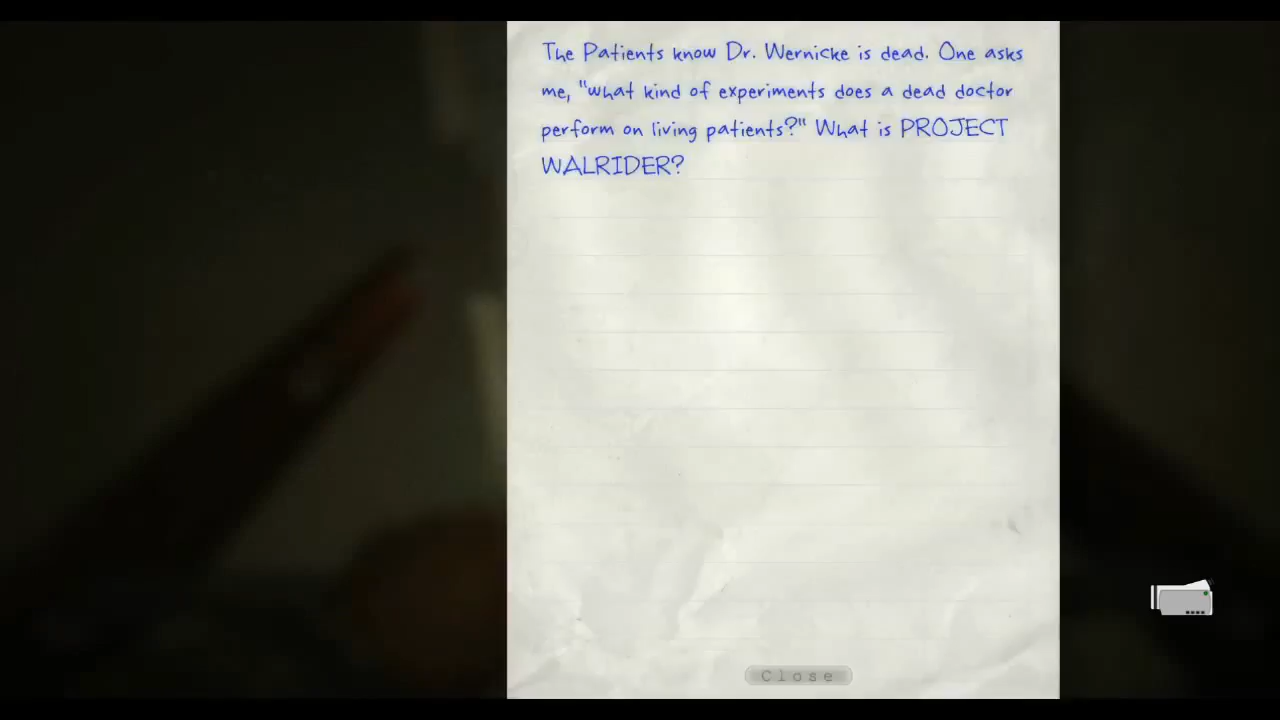 The Patients know Dr. Wernicke is dead. One asks
me, "what kind of experiments does a dead doctor
perform on living patients?" What is PROJECT
WALRIDER?
Close